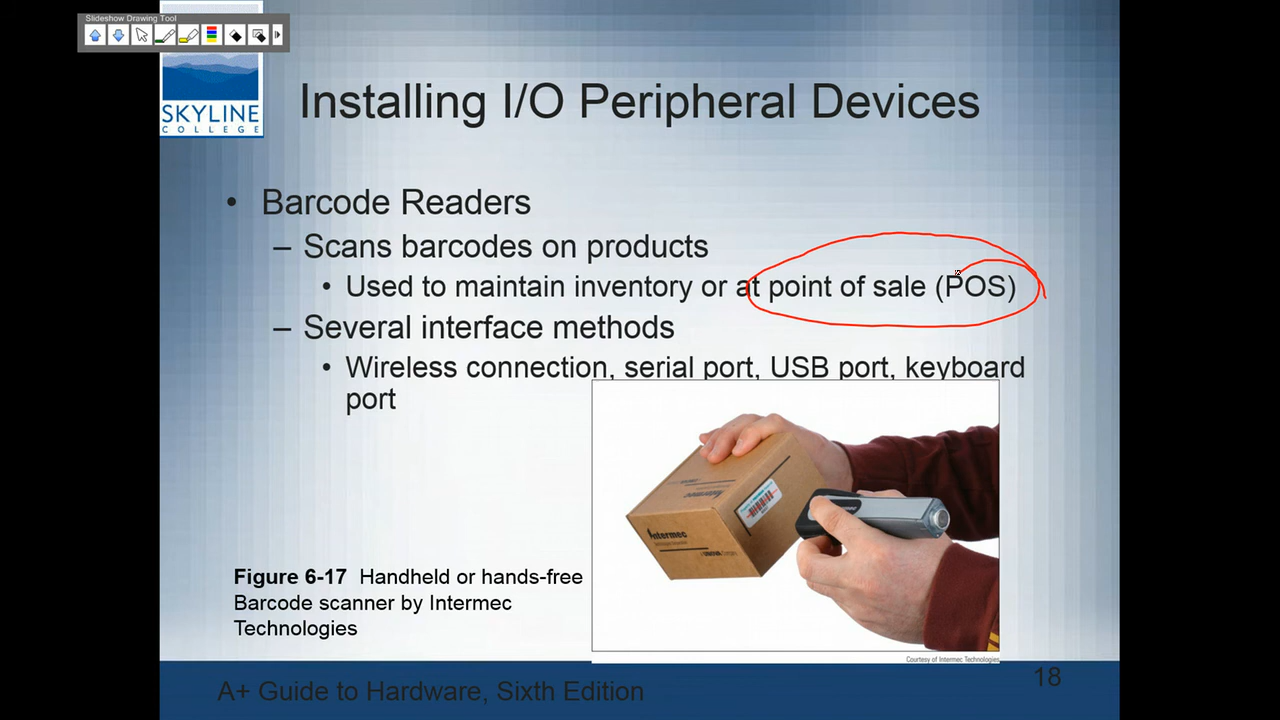 Slideshow Drawing Tool
SKYLINE
COLLEGE
Installing I/O Peripheral Devices
• Barcode Readers
– Scans barcodes on products
• Used to maintain inventory or at point of sale (POS)
– Several interface methods
• Wireless connection, serial port, USB port, keyboard
port
Intermec
Intermec
Figure 6-17 Handheld or hands-free
Barcode scanner by Intermec
Technologies
Courtesy of Intermec Technologies
A+ Guide to Hardware, Sixth Edition
18